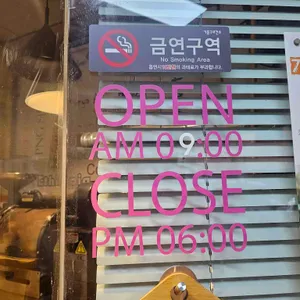 금연구역
No Smoking Area
OPEN
AM 09:00
CLOSE
PM 06:00